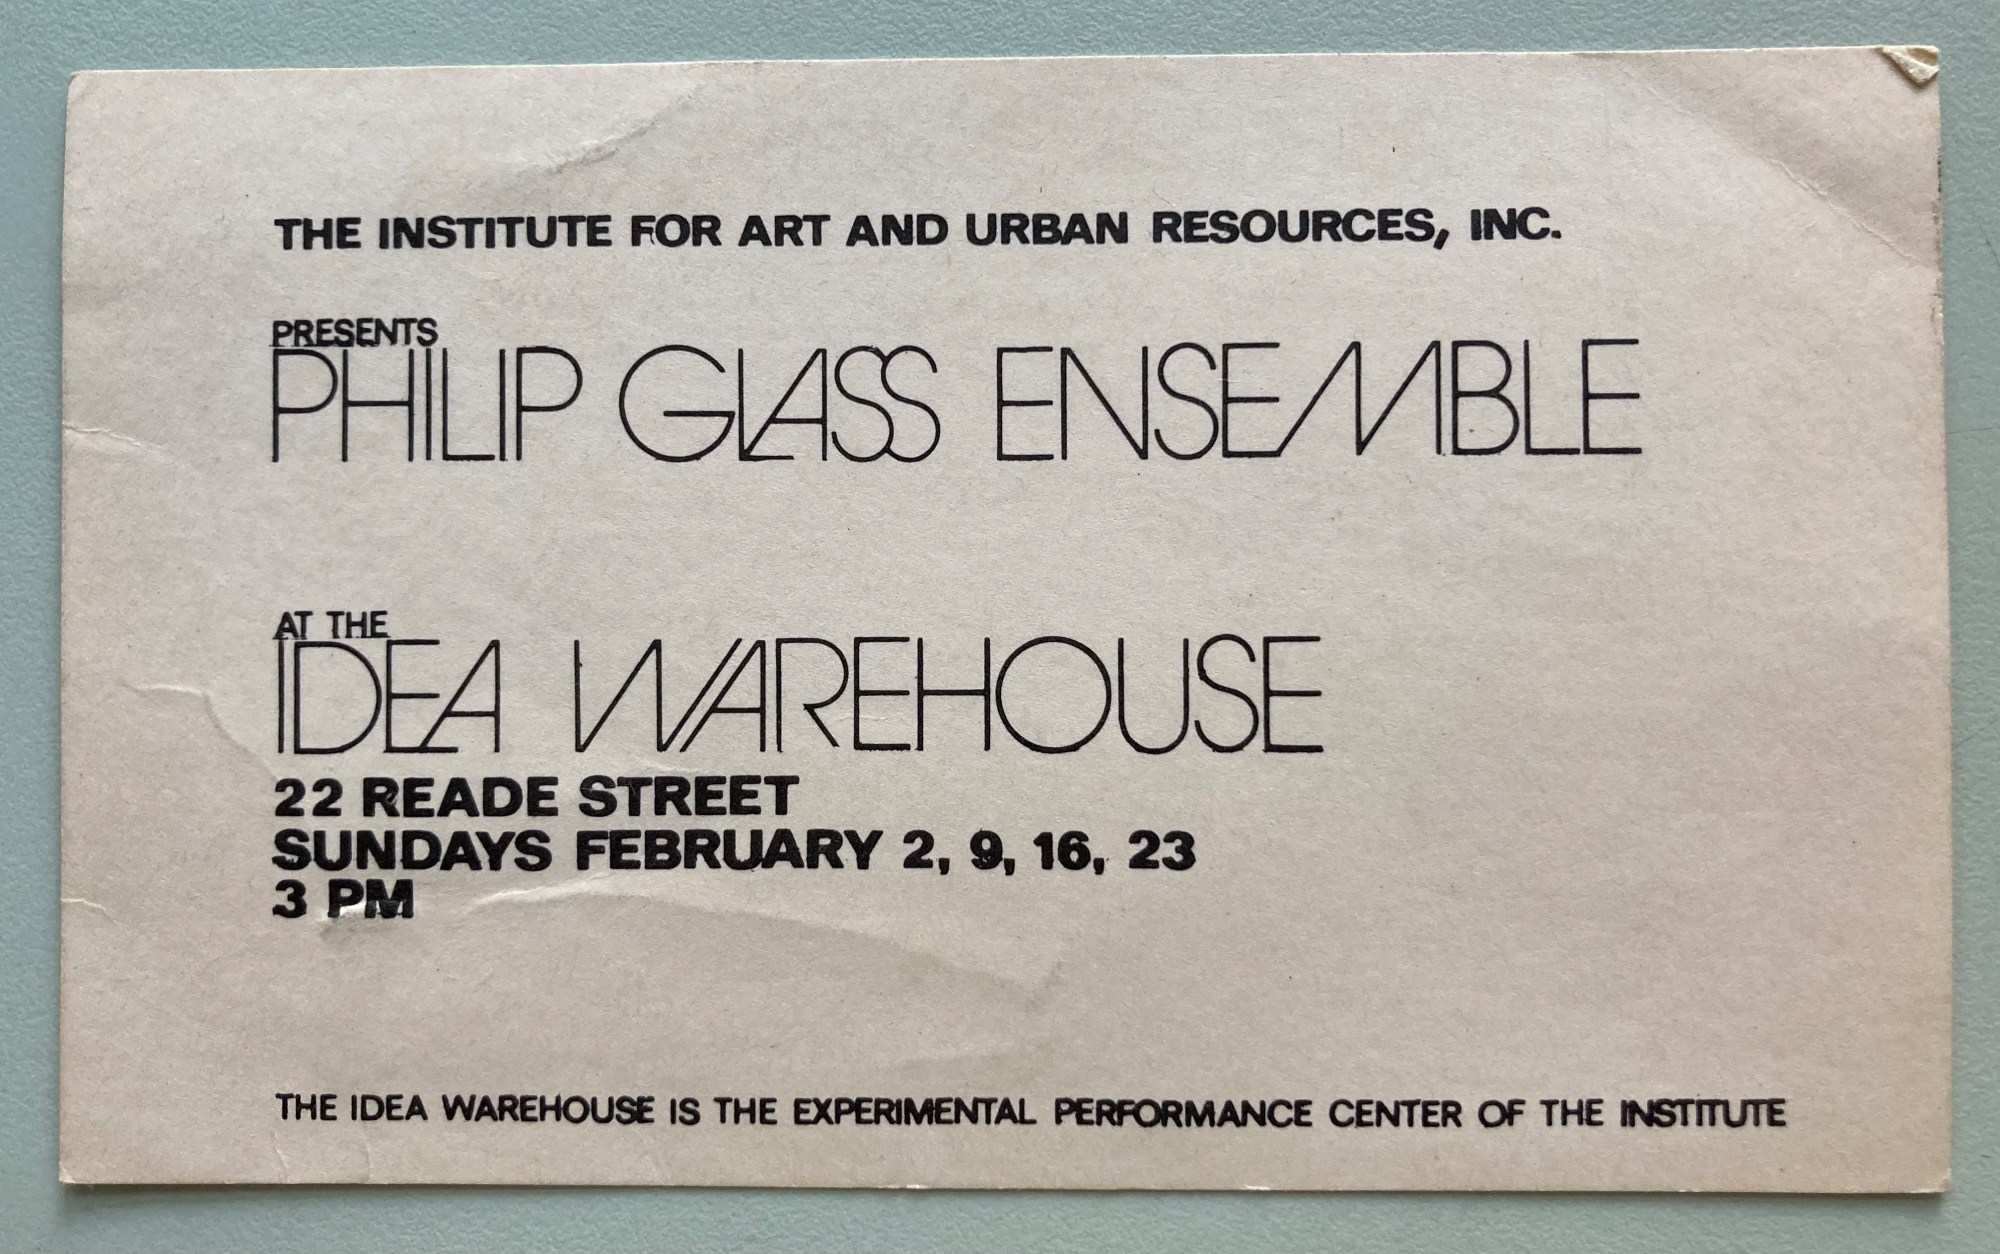 THE INSTITUTE FOR ART AND URBAN RESOURCES, INC.
PRESENTS
PHILIP GLASS ENSEMBLE
AT THE
IDEA WAREHOUSE
22 READE STREET
SUNDAYS FEBRUARY 2, 9, 16, 23
3 PM
THE IDEA WAREHOUSE IS THE EXPERIMENTAL PERFORMANCE CENTER OF THE INSTITUTE